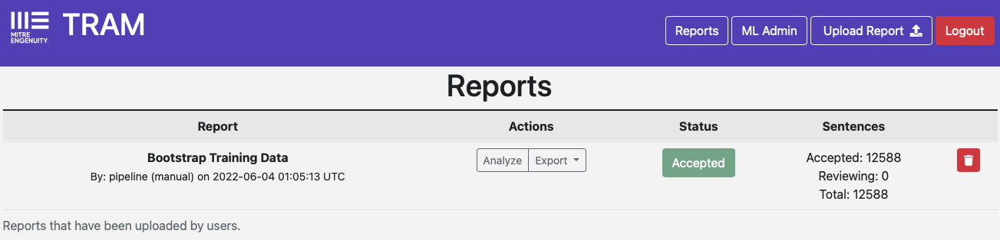 MITRE
ENGENUITY.
TRAM
Reports
ML Admin
Upload Report
Logout
Reports
Report
Actions
Status
Sentences
Bootstrap Training Data
By: pipeline (manual) on 2022-06-04 01:05:13 UTC
Analyze
Export
Accepted
Accepted: 12588
Reviewing: 0
Total: 12588
Reports that have been uploaded by users.